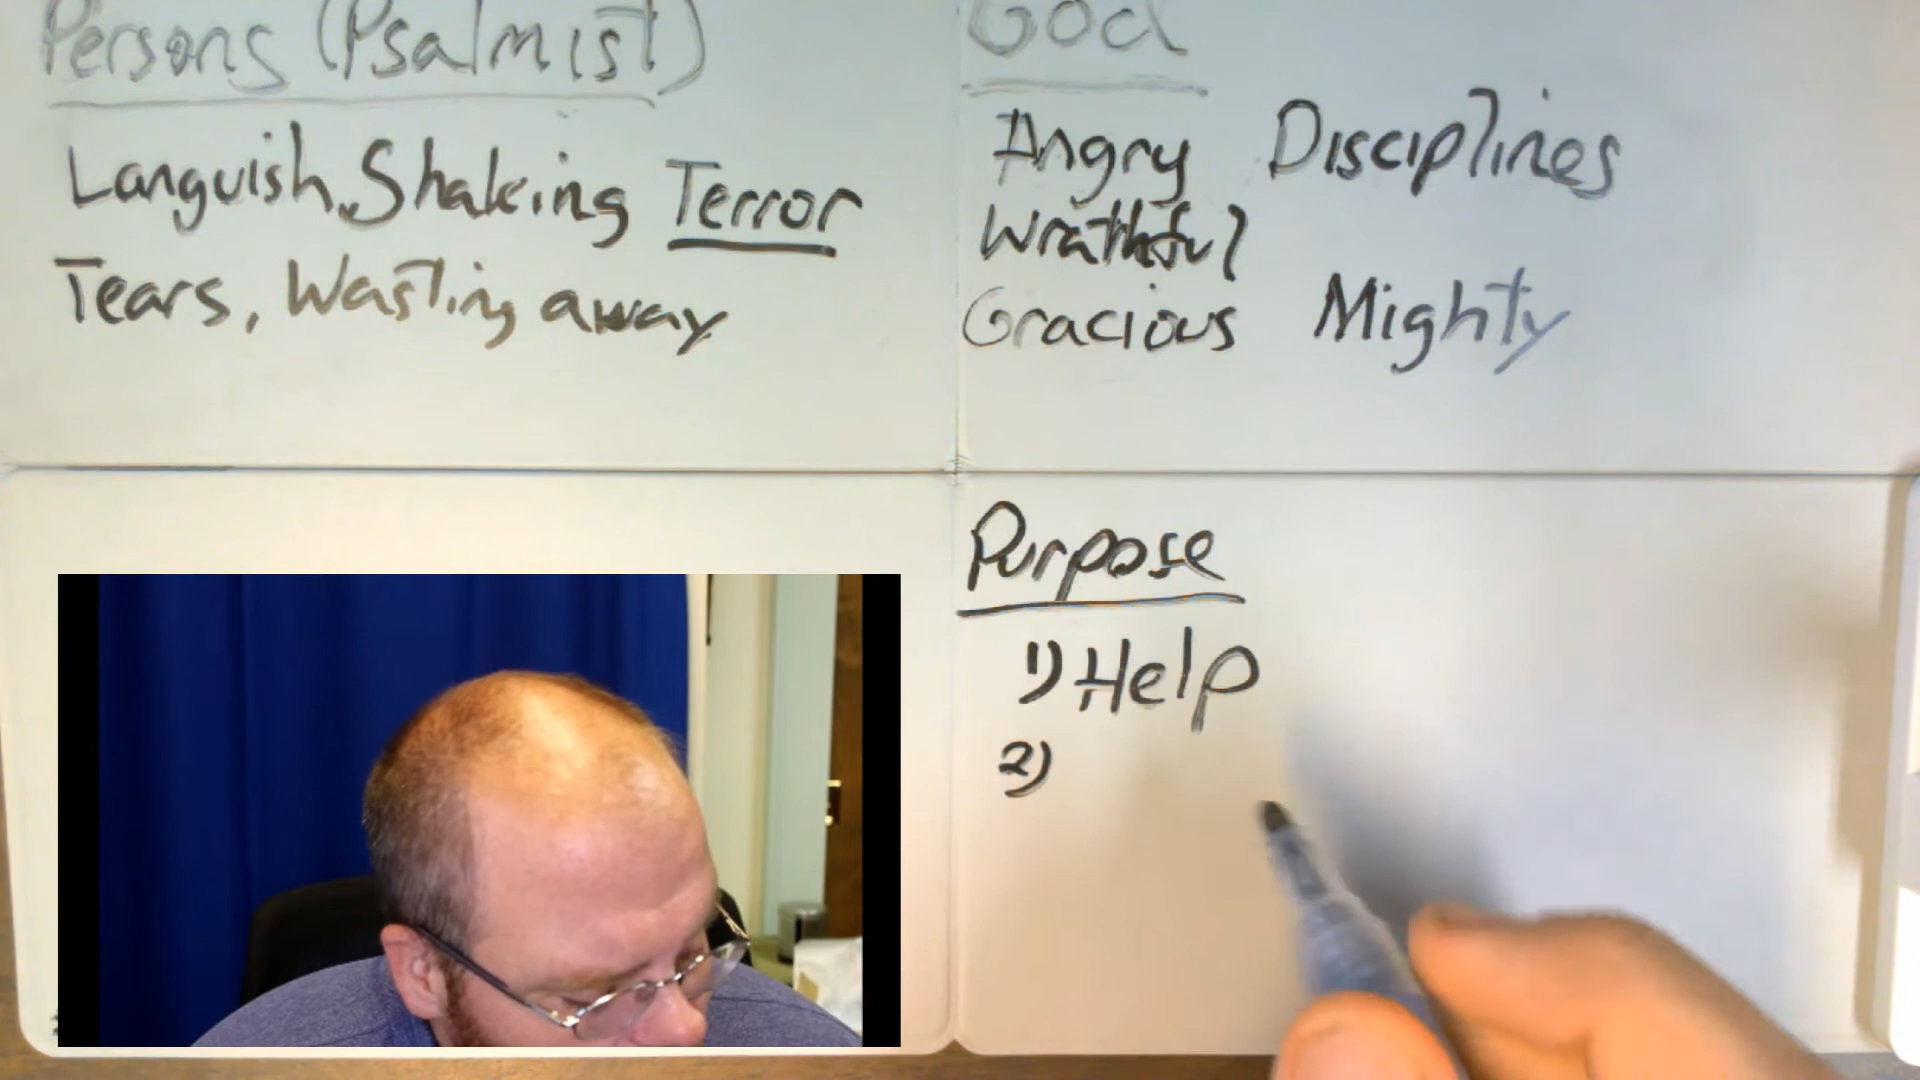 Persons (Psalmist)
Languish, Shaking Terror
Tears, Wasting away
God
Angry Disciplines
Wrathful
Gracious Mighty
Purpose
1) Help
2)